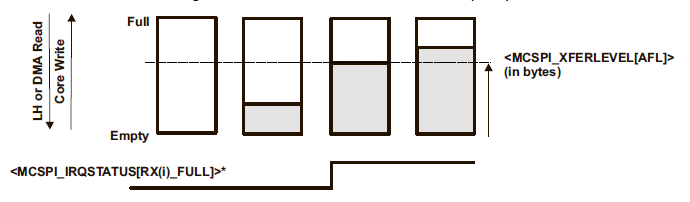 Full
LH or DMA Read
Core Write
<MCSPI_XFERLEVEL[AFL]>
(in bytes)
Empty
<MCSPI_IRQSTATUS[RX(i)_FULL]>*